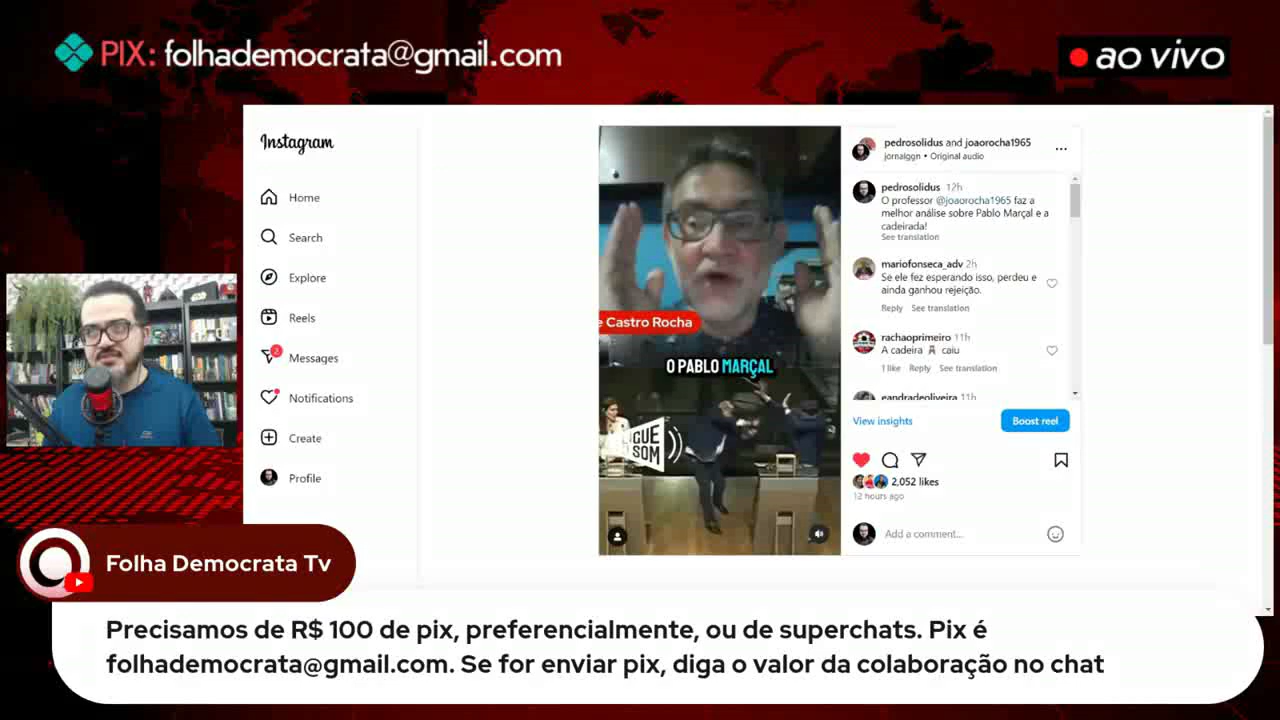 PIX: folhademocrata@gmail.com
ao vivo
Instagram
Home
Search
Explore
Reels
2
Messages
Notifications
Create
Profile
e Castro Rocha
O PABLO MARÇAL
GUE
SOM
pedrosolidus and joaorocha1965
jornalggn • Original audio
pedrosolidus 12h
O professor @joaorocha1965 faz a
melhor análise sobre Pablo Marçal e a
cadeirada!
See translation
mariofonseca_adv 2h
Se ele fez esperando isso, perdeu e
ainda ganhou rejeição.
Reply See translation
rachaoprimeiro 11h
A cadeira caiu
1 like Reply See translation
eandradeoliveira 11h
View insights
Boost reel
2,052 likes
12 hours ago
Add a comment...
Folha Democrata Tv
Precisamos de R$ 100 de pix, preferencialmente, ou de superchats. Pix é
folhademocrata@gmail.com. Se for enviar pix, diga o valor da colaboração no chat